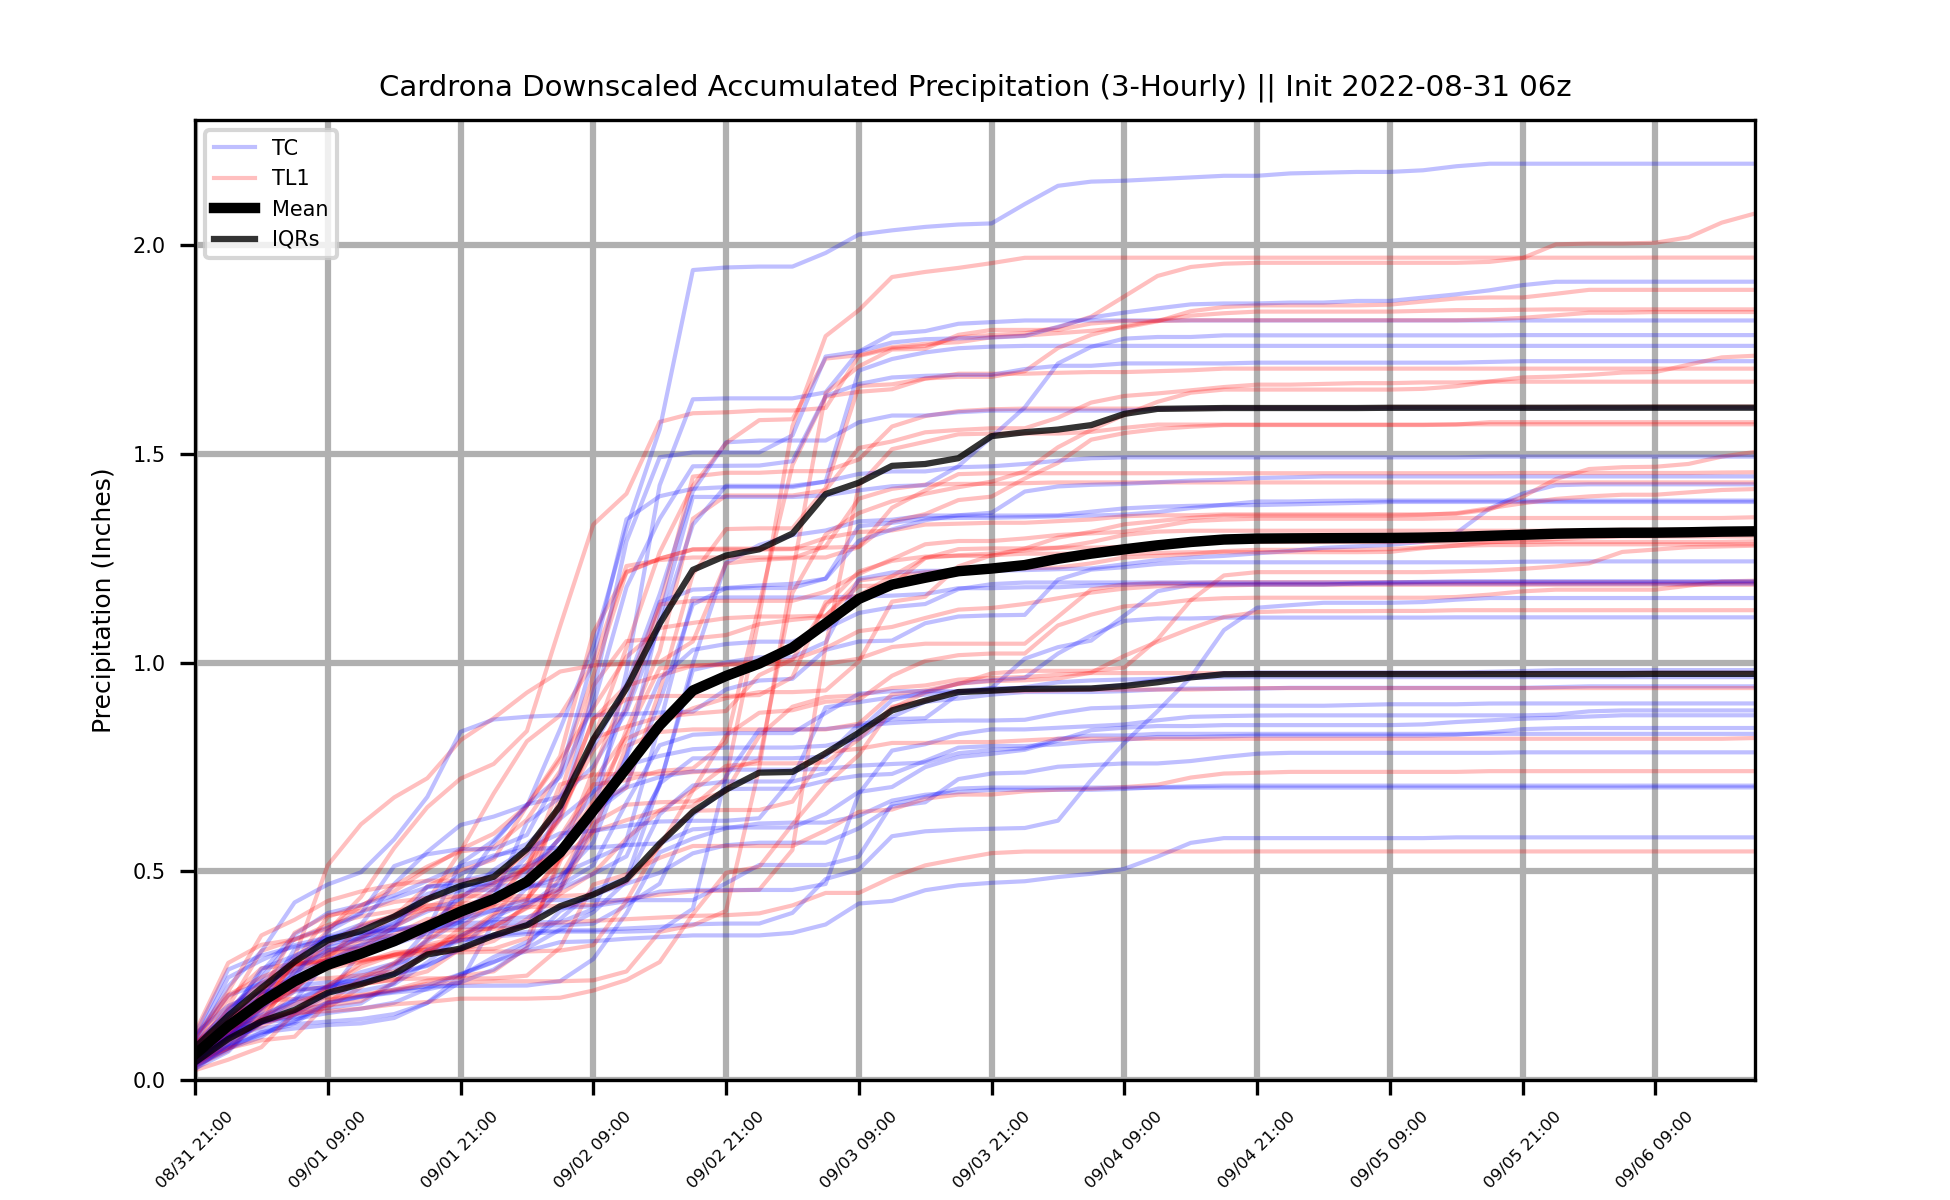 Cardrona Downscaled Accumulated Precipitation (3-Hourly) || Init 2022-08-31 06z
TC
TL1
Mean
IQRs
Precipitation (Inches)
2.0
1.5
1.0
0.5
0.0
08/31 21:00
09/01 09:00
09/01 21:00
09/02 09:00
09/02 21:00
09/03 09:00
09/03 21:00
09/04 09:00
09/04 21:00
09/05 09:00
09/05 21:00
09/06 09:00